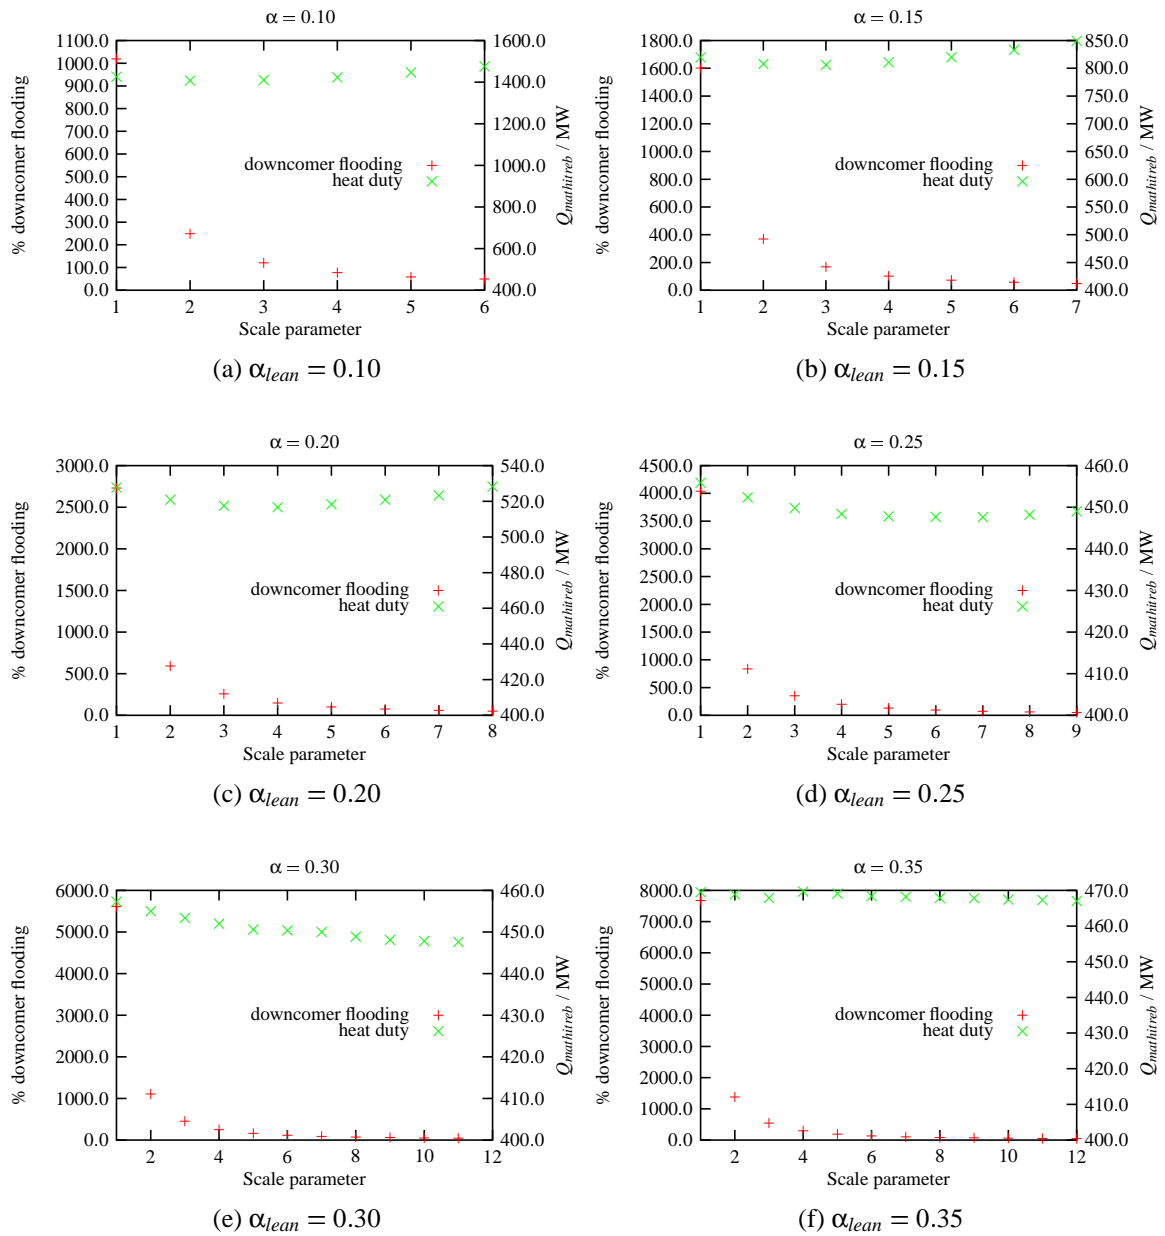 α = 0.10
1100.0
1000.0
900.0
800.0
700.0
600.0
500.0
400.0
300.0
200.0
100.0
0.0
1600.0
1400.0
1200.0
1000.0
800.0
600.0
400.0
1 2 3 4 5 6
% downcomer flooding
Q_mathitreb / MW
downcomer flooding
heat duty
Scale parameter
(a) α_lean = 0.10
α = 0.15
1800.0
1600.0
1400.0
1200.0
1000.0
800.0
600.0
400.0
200.0
0.0
850.0
800.0
750.0
700.0
650.0
600.0
550.0
500.0
450.0
400.0
1 2 3 4 5 6 7
% downcomer flooding
Q_mathitreb / MW
downcomer flooding
heat duty
Scale parameter
(b) α_lean = 0.15
α = 0.20
3000.0
2500.0
2000.0
1500.0
1000.0
500.0
0.0
540.0
520.0
500.0
480.0
460.0
440.0
420.0
400.0
1 2 3 4 5 6 7 8
% downcomer flooding
Q_mathitreb / MW
downcomer flooding
heat duty
Scale parameter
(c) α_lean = 0.20
α = 0.25
4500.0
4000.0
3500.0
3000.0
2500.0
2000.0
1500.0
1000.0
500.0
0.0
460.0
450.0
440.0
430.0
420.0
410.0
400.0
1 2 3 4 5 6 7 8 9
% downcomer flooding
Q_mathitreb / MW
downcomer flooding
heat duty
Scale parameter
(d) α_lean = 0.25
α = 0.30
6000.0
5000.0
4000.0
3000.0
2000.0
1000.0
0.0
460.0
450.0
440.0
430.0
420.0
410.0
400.0
2 4 6 8 10 12
% downcomer flooding
Q_mathitreb / MW
downcomer flooding
heat duty
Scale parameter
(e) α_lean = 0.30
α = 0.35
8000.0
7000.0
6000.0
5000.0
4000.0
3000.0
2000.0
1000.0
0.0
470.0
460.0
450.0
440.0
430.0
420.0
410.0
400.0
2 4 6 8 10 12
% downcomer flooding
Q_mathitreb / MW
downcomer flooding
heat duty
Scale parameter
(f) α_lean = 0.35